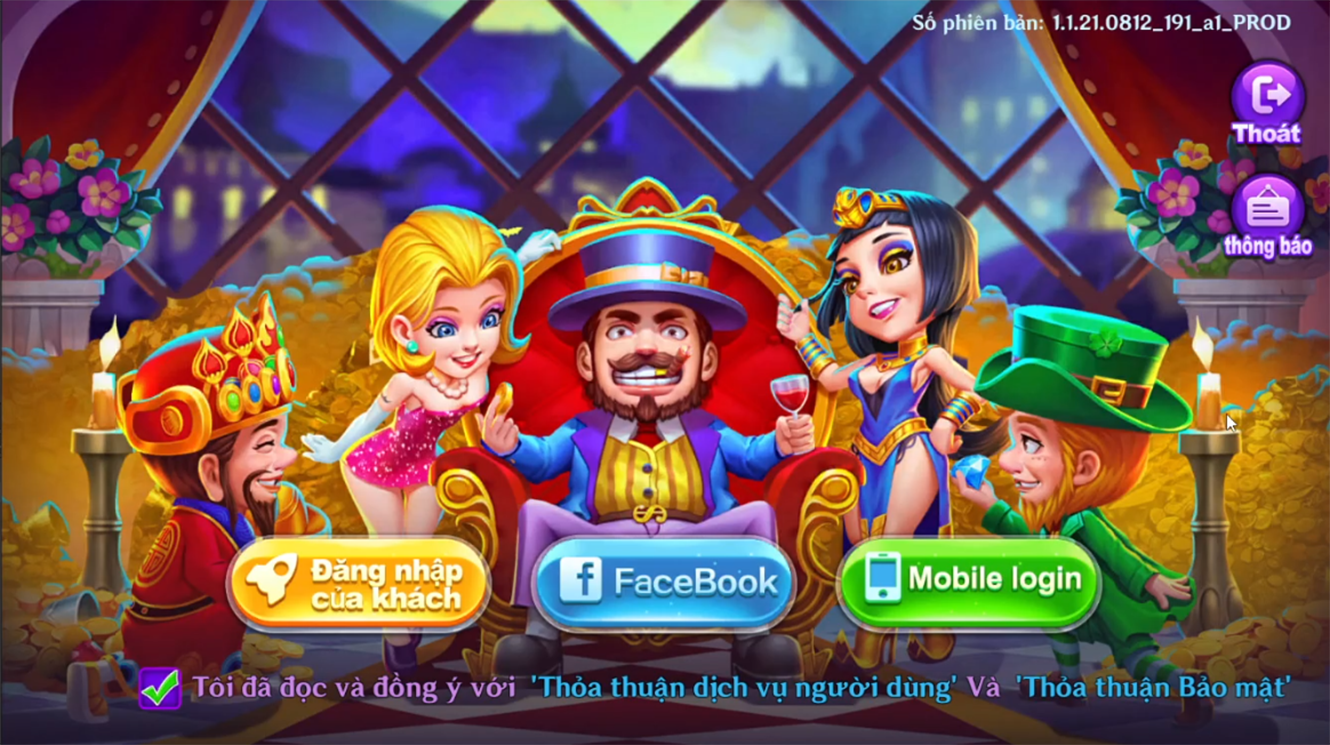 Số phiên bản: 1.1.21.0812_191_a1_PROD
Thoát
thông báo
Đăng nhập
của khách
FaceBook
Mobile login
Tôi đã đọc và đồng ý với 'Thỏa thuận dịch vụ người dùng' Và 'Thỏa thuận Bảo mật'